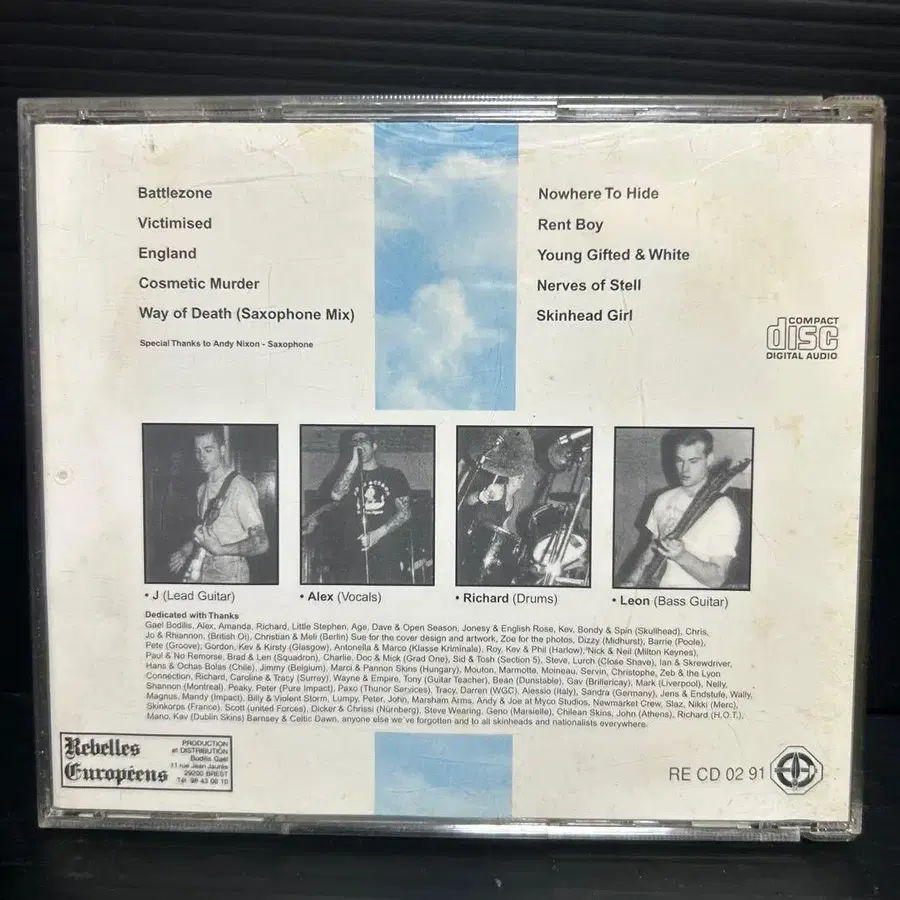 Battlezone
Victimised
England
Cosmetic Murder
Way of Death (Saxophone Mix)
Special Thanks to Andy Nixon - Saxophone
Nowhere To Hide
Rent Boy
Young Gifted & White
Nerves of Stell
Skinhead Girl
COMPACT
disc
DIGITAL AUDIO
• J (Lead Guitar)
• Alex (Vocals)
• Richard (Drums)
• Leon (Bass Guitar)
Dedicated with Thanks
Gael Bodilis, Alex, Amanda, Richard, Little Stephen, Age, Dave & Open Season, Jonesy & English Rose, Kev, Bondy & Spin (Skullhead), Chris,
Jo & Rhiannon, (British Oi), Christian & Meli (Berlin) Sue for the cover design and artwork, Zoe for the photos, Dizzy (Midhurst), Barrie (Poole),
Pete (Groove), Gordon, Kev & Kirsty (Glasgow), Antonella & Marco (Klasse Kriminale), Roy, Kev & Phil (Harlow), Nick & Neil (Milton Keynes),
Paul & No Remorse, Brad & Len (Squadron), Charlie, Doc & Mick (Grad One), Sid & Tosh (Section 5), Steve, Lurch (Close Shave), Ian & Skrewdriver,
Hans & Ochas Bolas (Chile), Jimmy (Belgium), Marci & Pannon Skins (Hungary), Mouton, Marmotte, Moineau, Servin, Christophe, Zeb & the Lyon
Connection, Richard, Caroline & Tracy (Surrey), Wayne & Empire, Tony (Guitar Teacher), Bean (Dunstable), Gav (Brillericay), Mark (Liverpool), Nelly,
Shannon (Montreal), Peaky, Peter (Pure Impact), Paxo (Thunor Services), Tracy, Darren (WGC), Alessio (Italy), Sandra (Germany), Jens & Endstufe, Wally,
Magnus, Mandy (Impact), Billy & Violent Storm, Lumpy, Peter, John, Marsham Arms, Andy & Joe at Myco Studios, Newmarket Crew, Slaz, Nikki (Merc),
Skinkorps (France), Scott (united Forces), Dicker & Chrissi (Nürnberg), Steve Wearing, Geno (Marsielle), Chilean Skins, John (Athens), Richard (H.O.T.),
Mano, Kev (Dublin Skins) Barnsey & Celtic Dawn, anyone else we've forgotten and to all skinheads and nationalists everywhere.
Rebelles
Européens
PRODUCTION
et DISTRIBUTION
Bodilis Gaël
11 rue Jean Jaurès
29200 BREST
RE CD 02 91